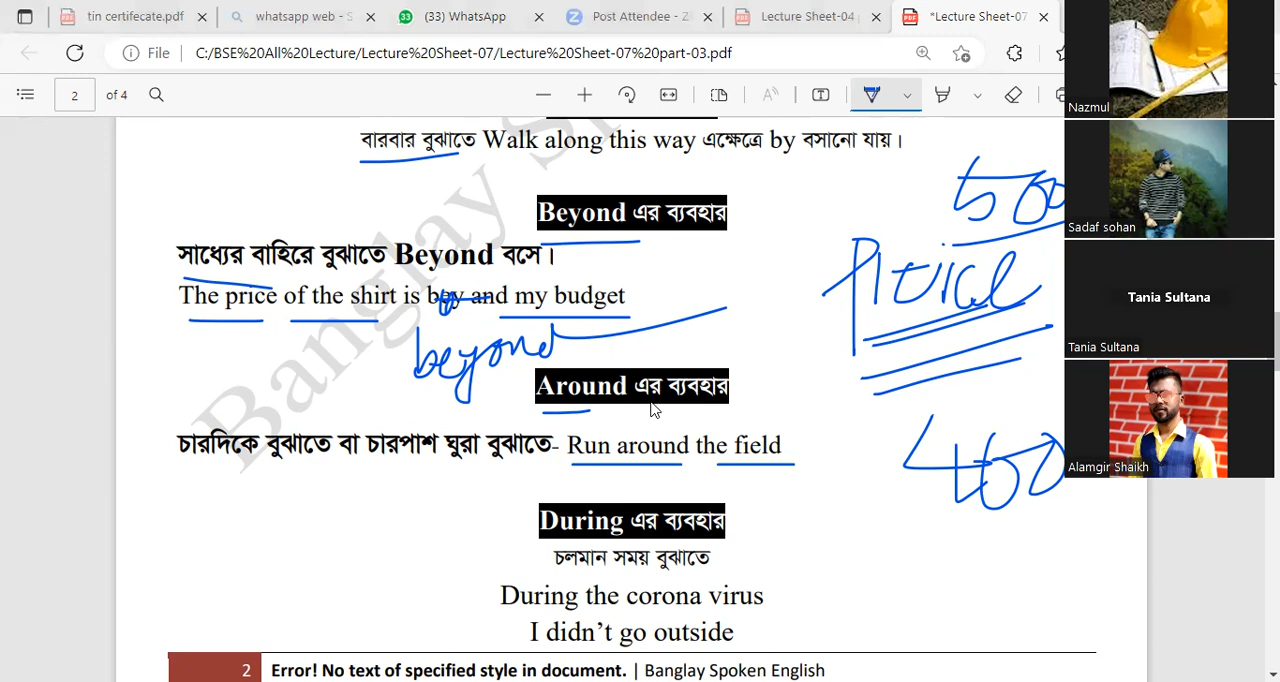 tin certifecate.pdf
whatsapp web - S
33 (33) WhatsApp
Post Attendee - Z
Lecture Sheet-04
*Lecture Sheet-07
File C:/BSE%20All%20Lecture/Lecture%20Sheet-07/Lecture%20Sheet-07%20part-03.pdf
2 of 4
বারবার বুঝাতে Walk along this way এক্ষেত্রে by বসানো যায়।
Beyond এর ব্যবহার
সাধ্যের বাহিরে বুঝাতে Beyond বসে।
The price of the shirt is buy and my budget
beyond
Around এর ব্যবহার
চারদিকে বুঝাতে বা চারপাশ ঘুরা বুঝাতে- Run around the field
During এর ব্যবহার
চলমান সময় বুঝাতে
During the corona virus
I didn't go outside
2 Error! No text of specified style in document. | Banglay Spoken English
Banglay
500
400
Nazmul
Sadaf sohan
Tania Sultana
Tania Sultana
Alamgir Shaikh